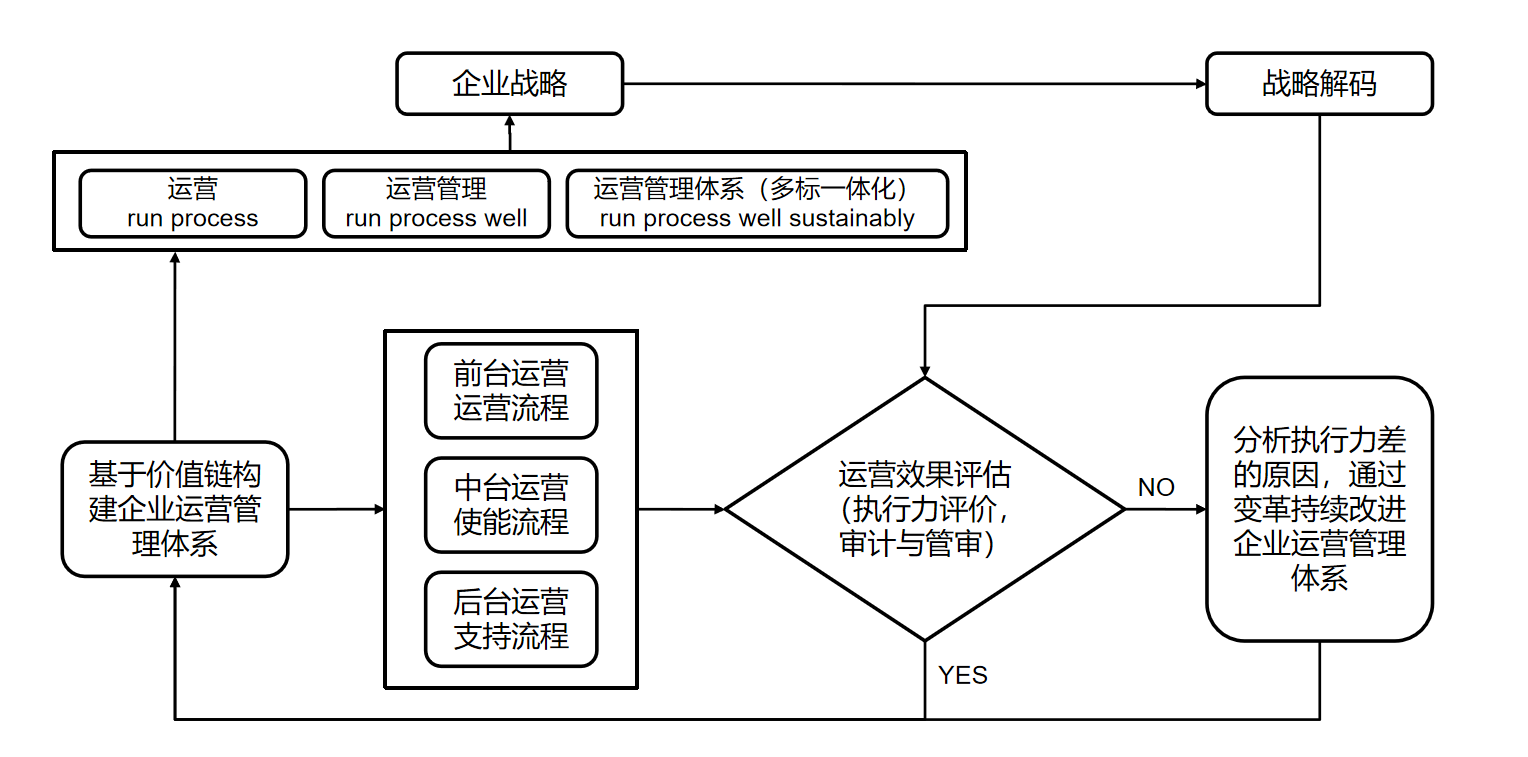 企业战略
战略解码
运营
run process
运营管理
run process well
运营管理体系（多标一体化）
run process well sustainably
前台运营
运营流程
中台运营
使能流程
后台运营
支持流程
基于价值链构
建企业运营管
理体系
运营效果评估
（执行力评价，
审计与管审）
NO
YES
分析执行力差
的原因，通过
变革持续改进
企业运营管理
体系